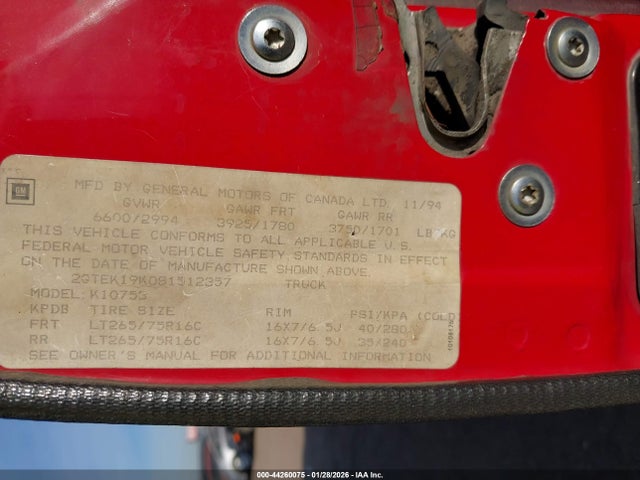 GM
MFD BY GENERAL MOTORS OF CANADA LTD. 11/94
GVWR GAWR FRT GAWR RR
6600/2994 3925/1780 3750/1701 LB/KG
THIS VEHICLE CONFORMS TO ALL APPLICABLE U.S.
FEDERAL MOTOR VEHICLE SAFETY STANDARDS IN EFFECT
ON THE DATE OF MANUFACTURE SHOWN ABOVE.
2GTEK19K0S1512357 TRUCK
MODEL: K10753
KPDB TIRE SIZE RIM PSI/KPA (COLD)
FRT LT265/75R16C 16X7/6.5J 40/280
RR LT265/75R16C 16X7/6.5J 35/240
SEE OWNER'S MANUAL FOR ADDITIONAL INFORMATION
000-44260075 - 01/28/2026 - IAA Inc.